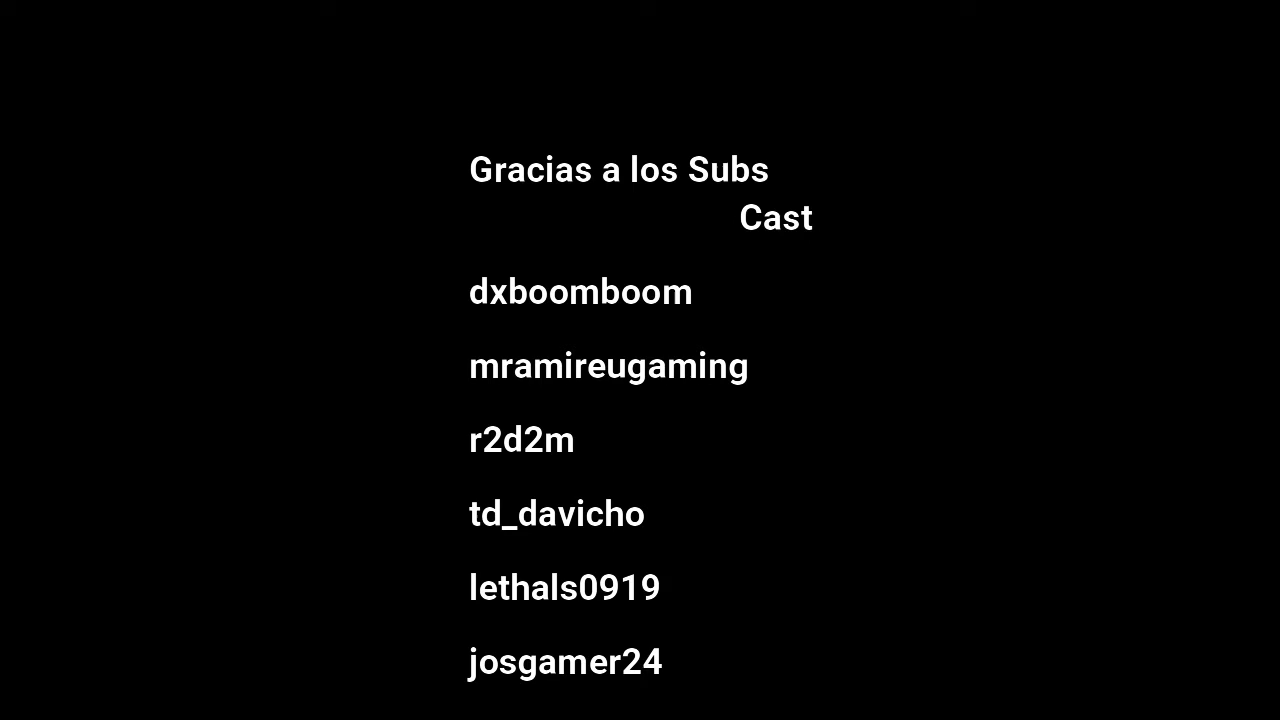 Gracias a los Subs
Cast
dxboomboom
mramireugaming
r2d2m
td_davicho
lethals0919
josgamer24